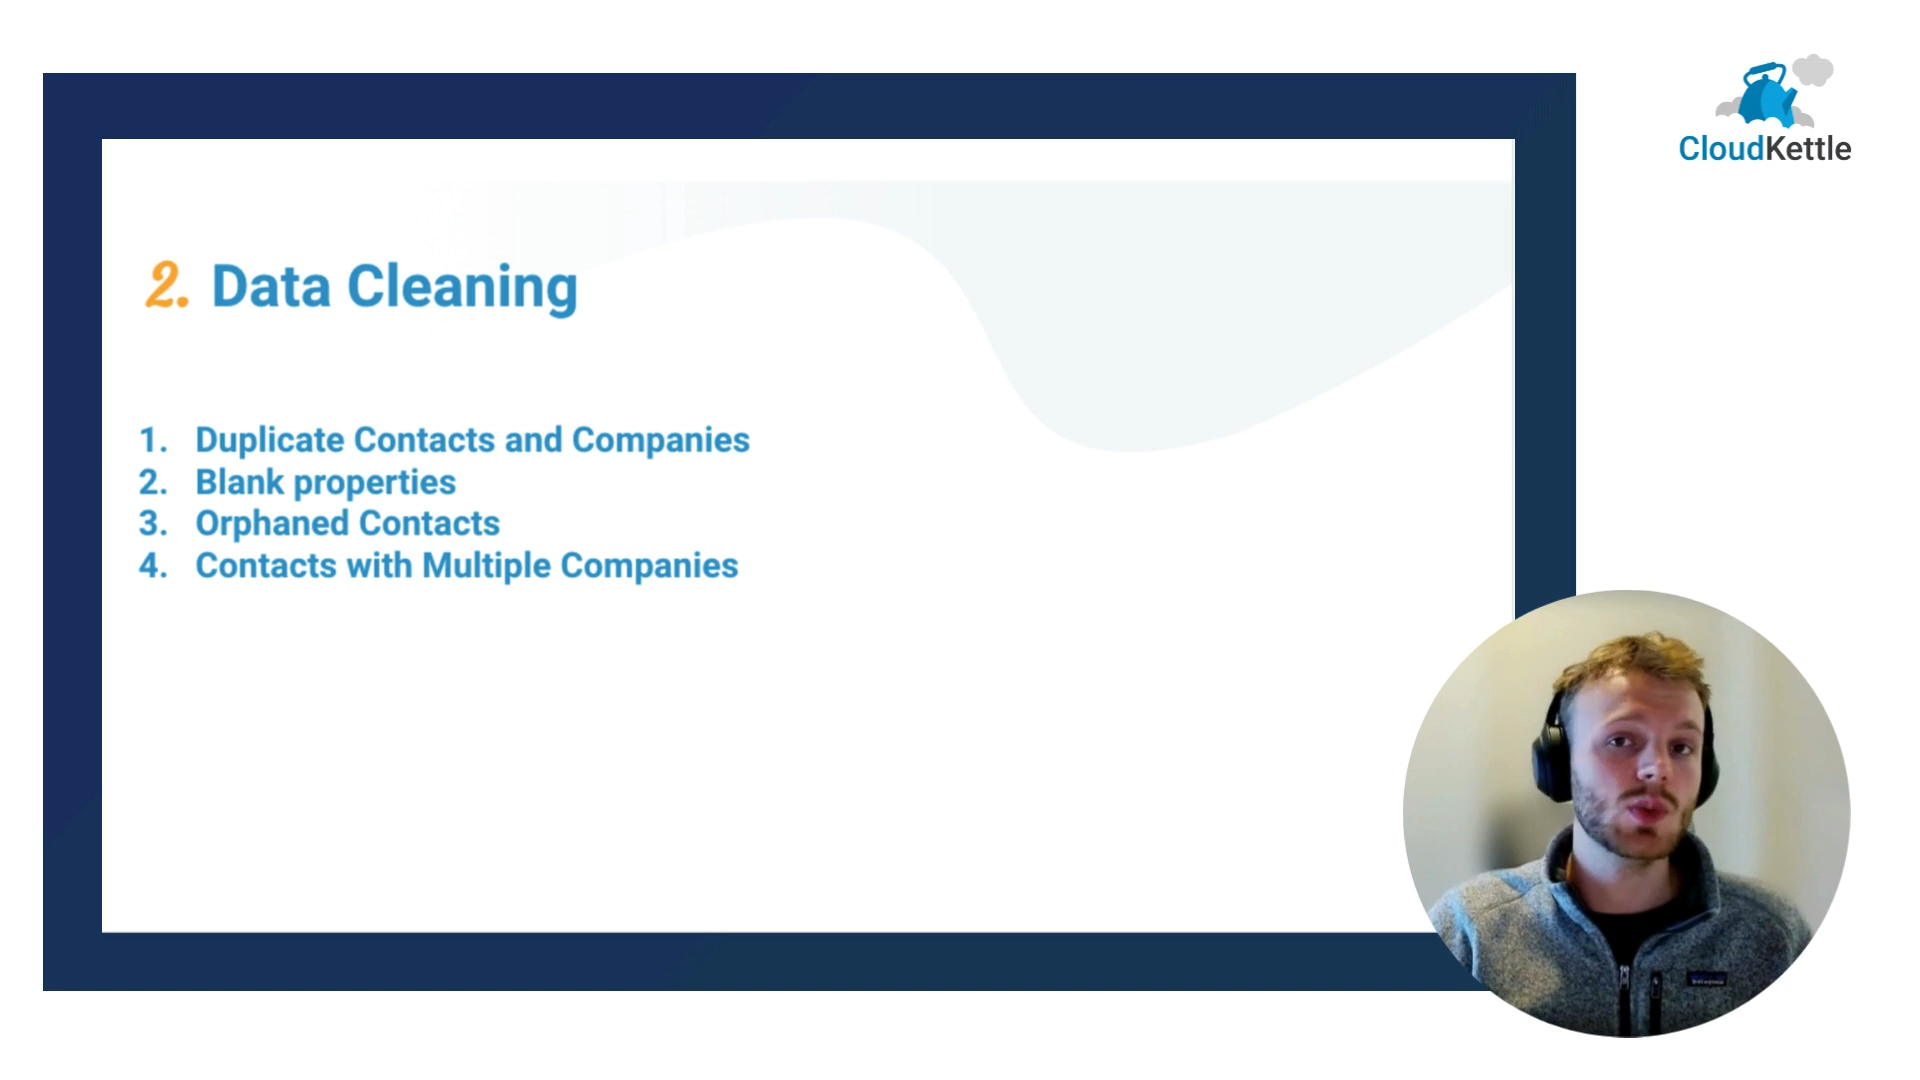 CloudKettle
2. Data Cleaning
1. Duplicate Contacts and Companies
2. Blank properties
3. Orphaned Contacts
4. Contacts with Multiple Companies